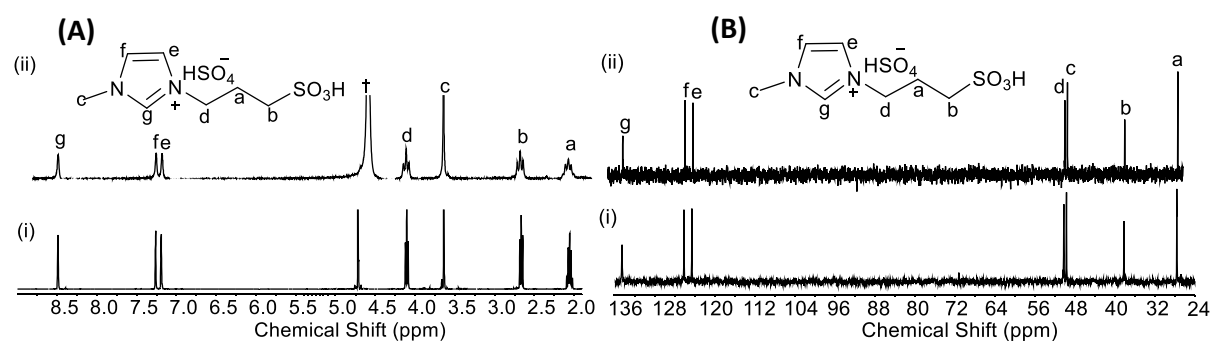 (A)
(ii)
f
e
HSO4−
N
N
+
SO3H
c
g
a
d
b
†
g
f e
d
c
b
a
(i)
8.5 8.0 7.5 7.0 6.5 6.0 5.5 5.0 4.5 4.0 3.5 3.0 2.5 2.0
Chemical Shift (ppm)
(B)
(ii)
f
e
HSO4−
N
N
+
SO3H
c
g
a
d
b
g
f e
d
c
b
a
(i)
136 128 120 112 104 96 88 80 72 64 56 48 40 32 24
Chemical Shift (ppm)